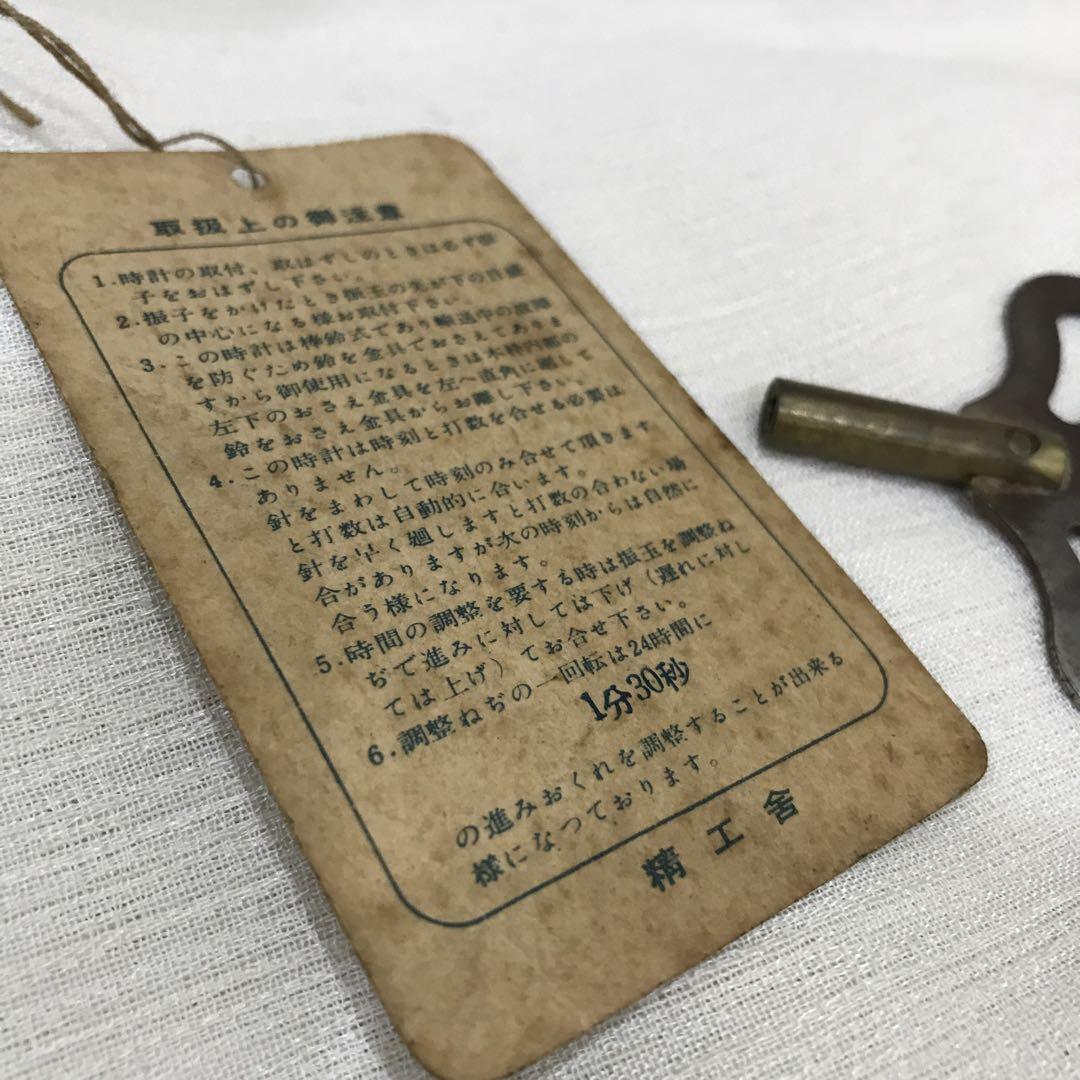 取扱上の御注意
1.時計の取付、取はずしのときは必ず振
子をおはずし下さい。
2.振子をかけたとき振玉の先が下の目盛
の中心になる様お取付下さい。
3.この時計は棒鈴式であり輸送中の故障
を防ぐため鈴を金具でおさえてありま
すから御使用になるときは木枠内部の
左下のおさえ金具を左へ直角に廻して
鈴をおさえ金具からお離し下さい。
4.この時計は時刻と打数を合せる必要は
ありません。
針をまわして時刻のみ合せて頂きます
と打数は自動的に合います。
針を早く廻しますと打数の合わない場
合がありますが次の時刻からは自然に
合う様になります。
5.時間の調整を要する時は振玉を調整ね
ぢで進みに対しては下げ(遅れに対し
ては上げ)てお合せ下さい。
6.調整ねぢの一回転は24時間に
1分30秒
の進みおくれを調整することが出来る
様になつております。
精工舎